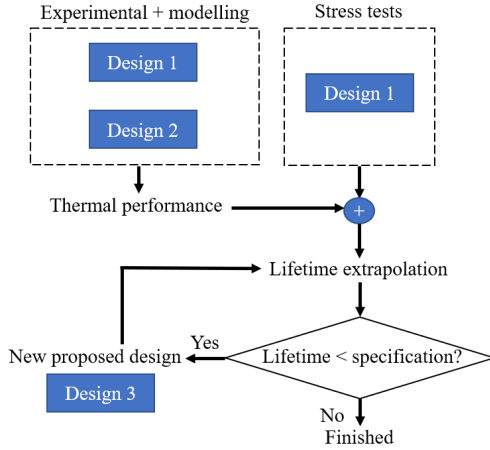 Experimental + modelling
Stress tests
Design 1
Design 1
Design 2
Thermal performance
+
Lifetime extrapolation
Yes
New proposed design
Lifetime < specification?
Design 3
No
Finished